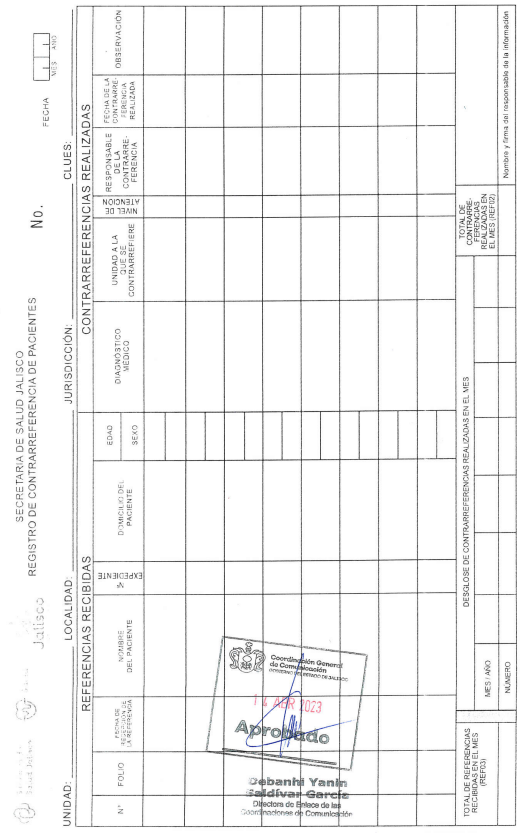 SECRETARIA DE SALUD JALISCO
REGISTRO DE CONTRARREFERENCIA DE PACIENTES
Jalisco
No.
FECHA
MES
AÑO
UNIDAD:
LOCALIDAD:
JURISDICCIÓN:
CLUES:
REFERENCIAS RECIBIDAS
CONTRARREFERENCIAS REALIZADAS
N°
FOLIO
FECHA DE
RECEPCIÓN DE
LA REFERENCIA
NOMBRE
DEL PACIENTE
N°
EXPEDIENTE
DOMICILIO DEL
PACIENTE
EDAD
SEXO
DIAGNÓSTICO
MÉDICO
UNIDAD A LA
QUE SE
CONTRARREFIERE
NIVEL DE
ATENCIÓN
RESPONSABLE
DE LA
CONTRARRE-
FERENCIA
FECHA DE LA
CONTRARRE-
FERENCIA
REALIZADA
OBSERVACIÓN
Coordinación General
de Comunicación
GOBIERNO DEL ESTADO DE JALISCO
14 ABR 2023
Aprobado
Debanhi Yanin
Saldívar García
Directora de Enlace de las
Coordinaciones de Comunicación
TOTAL DE REFERENCIAS
RECIBIDAS EN EL MES
(REF03)
DESGLOSE DE CONTRARREFERENCIAS REALIZADAS EN EL MES
MES / AÑO
NUMERO
TOTAL DE
CONTRARRE-
FERENCIAS
REALIZADAS EN
EL MES (REF02)
Nombre y firma del responsable de la información